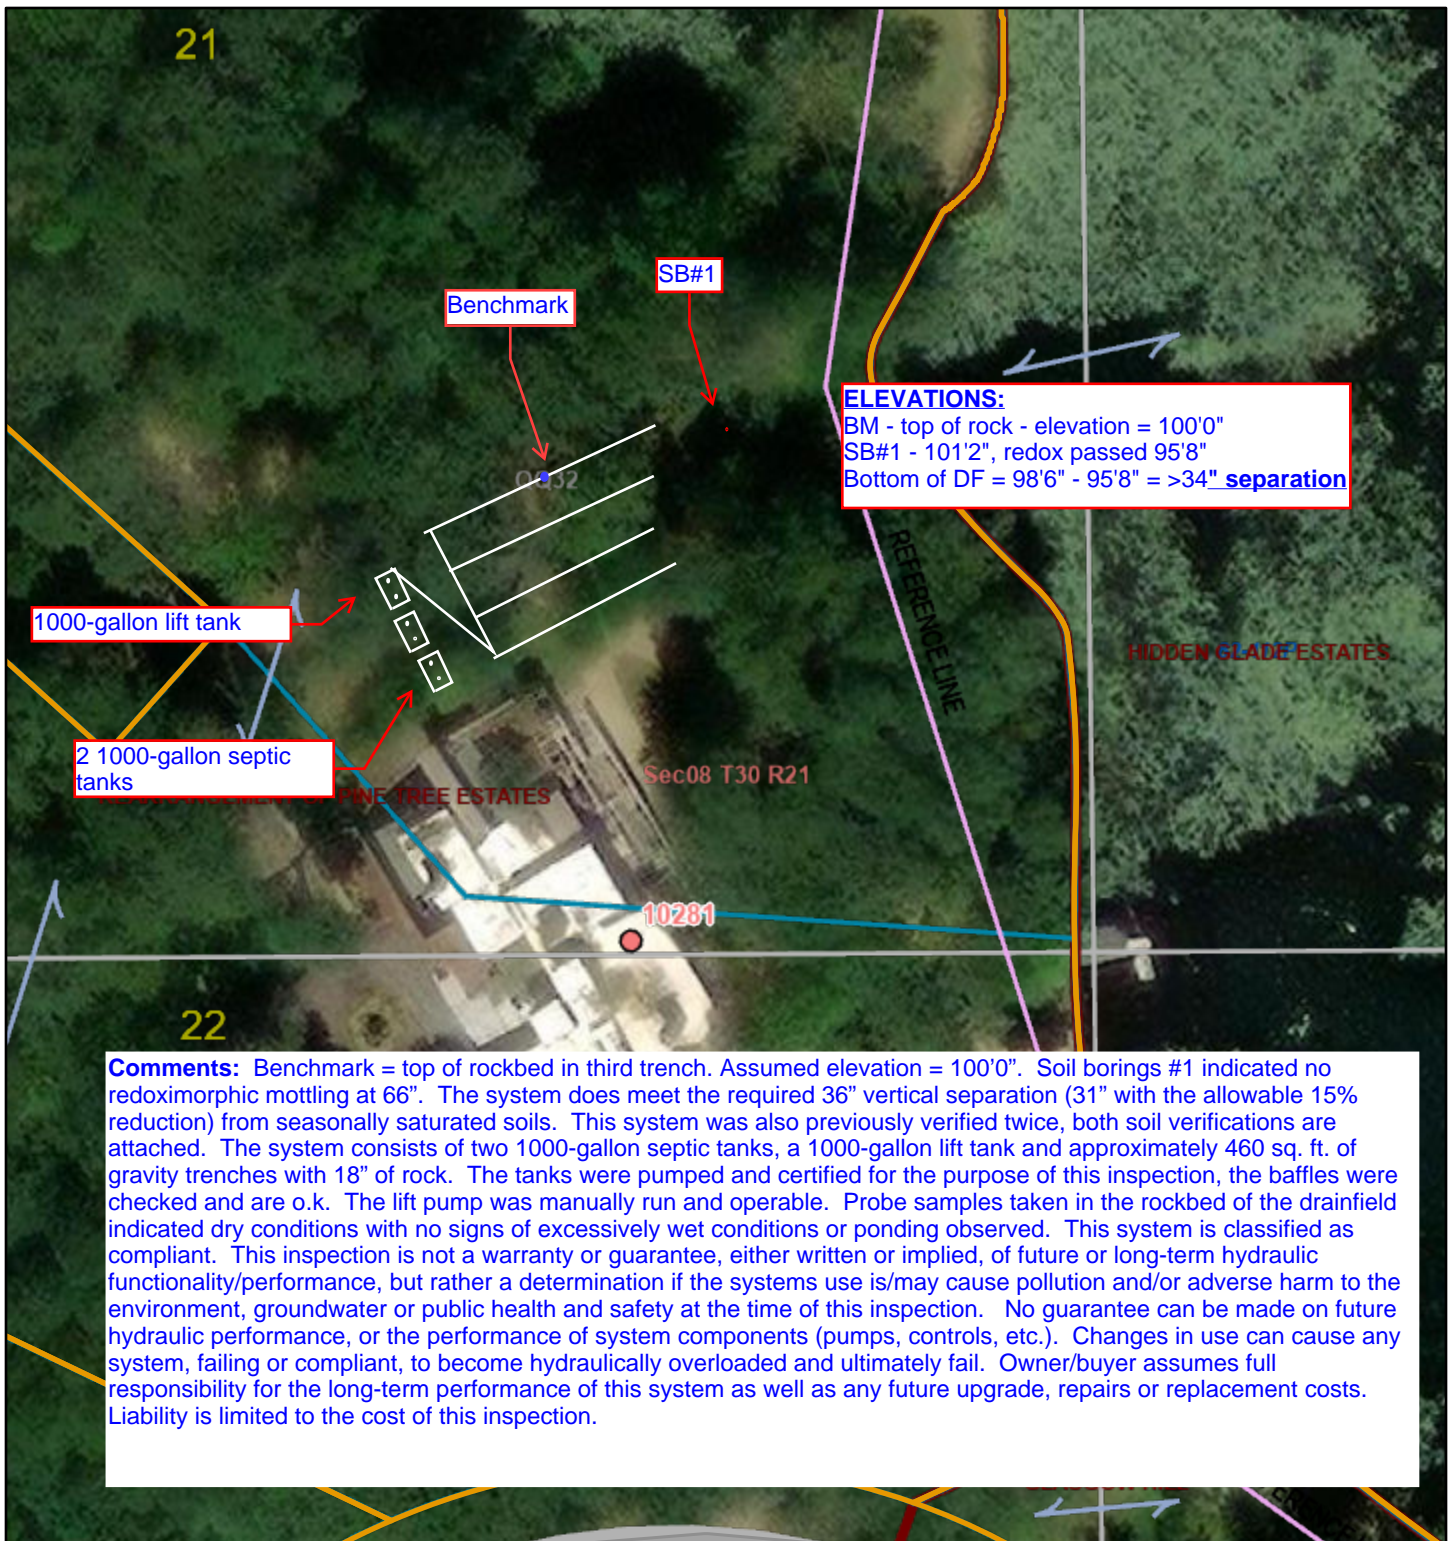 21
SB#1
Benchmark
ELEVATIONS:
BM - top of rock - elevation = 100'0"
SB#1 - 101'2", redox passed 95'8"
Bottom of DF = 98'6" - 95'8" = >34" separation
REFERENCE LINE
1000-gallon lift tank
HIDDEN GLADE ESTATES
2 1000-gallon septic
tanks
Sec08 T30 R21
PINE TREE ESTATES
10281
22
Comments:  Benchmark = top of rockbed in third trench. Assumed elevation = 100'0”.  Soil borings #1 indicated no
redoximorphic mottling at 66”.  The system does meet the required 36” vertical separation (31” with the allowable 15%
reduction) from seasonally saturated soils.  This system was also previously verified twice, both soil verifications are
attached.  The system consists of two 1000-gallon septic tanks, a 1000-gallon lift tank and approximately 460 sq. ft. of
gravity trenches with 18” of rock.  The tanks were pumped and certified for the purpose of this inspection, the baffles were
checked and are o.k.  The lift pump was manually run and operable.  Probe samples taken in the rockbed of the drainfield
indicated dry conditions with no signs of excessively wet conditions or ponding observed.  This system is classified as
compliant.  This inspection is not a warranty or guarantee, either written or implied, of future or long-term hydraulic
functionality/performance, but rather a determination if the systems use is/may cause pollution and/or adverse harm to the
environment, groundwater or public health and safety at the time of this inspection.   No guarantee can be made on future
hydraulic performance, or the performance of system components (pumps, controls, etc.).  Changes in use can cause any
system, failing or compliant, to become hydraulically overloaded and ultimately fail.  Owner/buyer assumes full
responsibility for the long-term performance of this system as well as any future upgrade, repairs or replacement costs.
Liability is limited to the cost of this inspection.